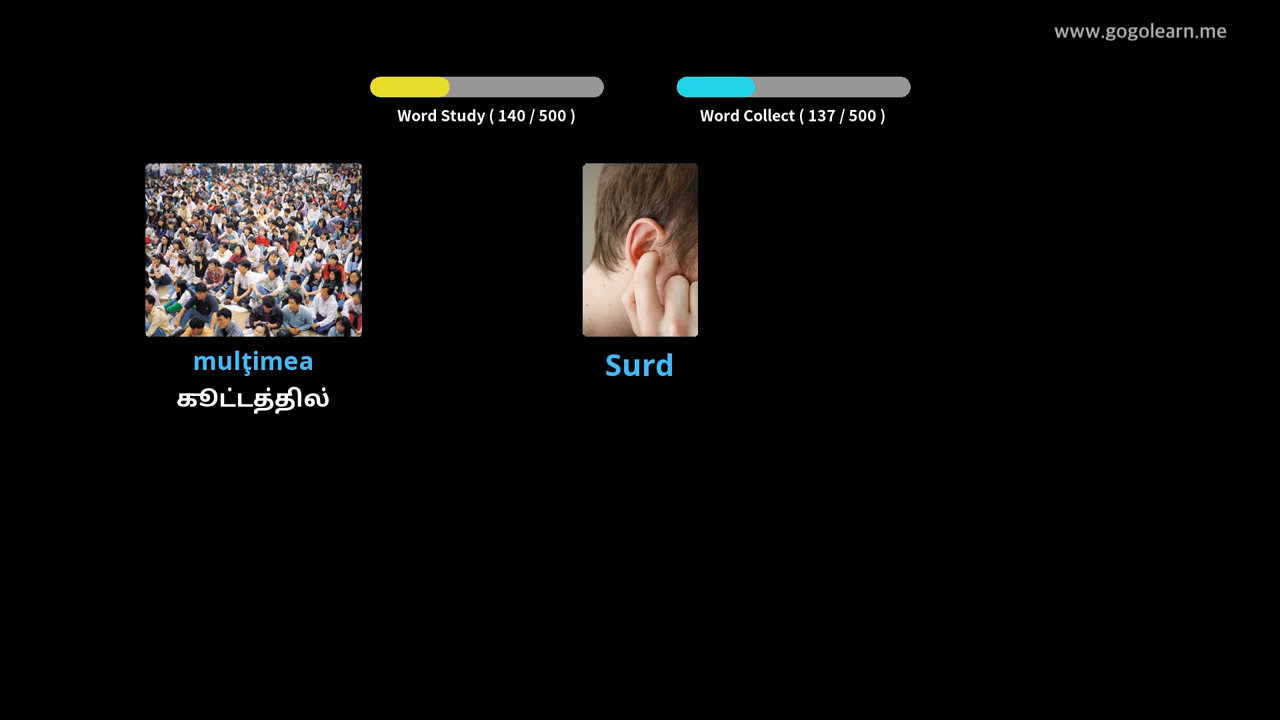 www.gogolearn.me
Word Study ( 140 / 500 )
Word Collect ( 137 / 500 )
mulţimea
கூட்டத்தில்
Surd